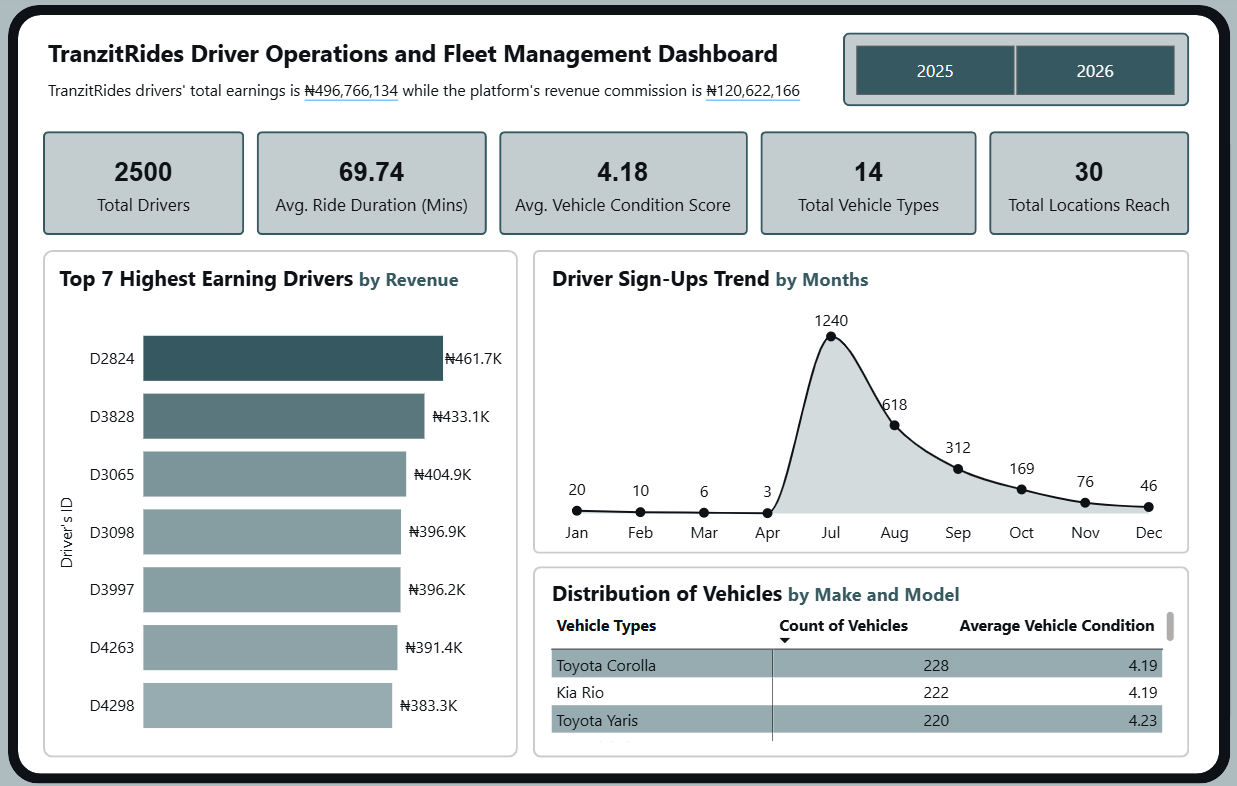 TranzitRides Driver Operations and Fleet Management Dashboard
TranzitRides drivers' total earnings is ₦496,766,134 while the platform's revenue commission is ₦120,622,166
2025
2026
2500
Total Drivers
69.74
Avg. Ride Duration (Mins)
4.18
Avg. Vehicle Condition Score
14
Total Vehicle Types
30
Total Locations Reach
Top 7 Highest Earning Drivers by Revenue
Driver's ID
D2824 ₦461.7K
D3828 ₦433.1K
D3065 ₦404.9K
D3098 ₦396.9K
D3997 ₦396.2K
D4263 ₦391.4K
D4298 ₦383.3K
Driver Sign-Ups Trend by Months
1240
618
312
169
76
46
20
10
6
3
Jan Feb Mar Apr Jul Aug Sep Oct Nov Dec
Distribution of Vehicles by Make and Model
Vehicle Types Count of Vehicles Average Vehicle Condition
Toyota Corolla 228 4.19
Kia Rio 222 4.19
Toyota Yaris 220 4.23